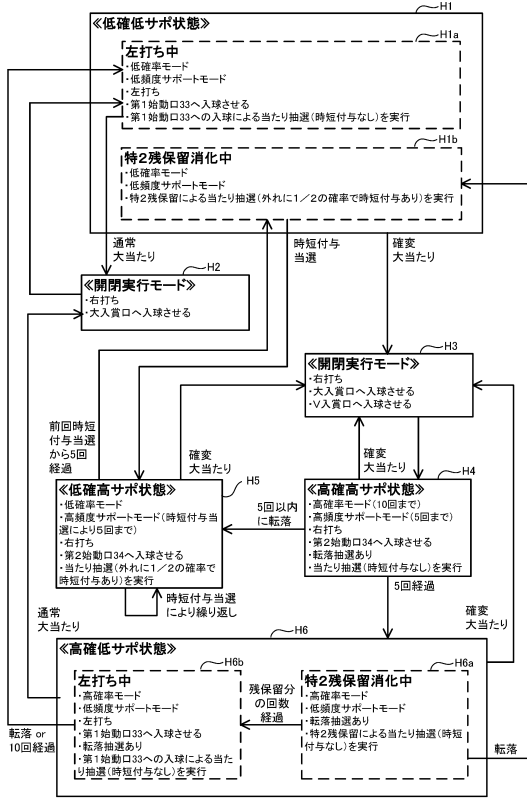 H1
≪低確低サポ状態≫
H1a
左打ち中
・低確率モード
・低頻度サポートモード
・左打ち
・第1始動口33へ入球させる
・第1始動口33への入球による当たり抽選(時短付与なし)を実行
H1b
特2残保留消化中
・低確率モード
・低頻度サポートモード
・特2残保留による当たり抽選(外れに1/2の確率で時短付与あり)を実行
通常
大当たり
時短付与
当選
確変
大当たり
H2
≪開閉実行モード≫
・右打ち
・大入賞口へ入球させる
H3
≪開閉実行モード≫
・右打ち
・大入賞口へ入球させる
・V入賞口へ入球させる
前回時短
付与当選
から5回
経過
確変
大当たり
確変
大当たり
H5
≪低確高サポ状態≫
・低確率モード
・高頻度サポートモード(時短付与当
選により5回まで)
・右打ち
・第2始動口34へ入球させる
・当たり抽選(外れに1/2の確率で
時短付与あり)を実行
5回以内
に転落
H4
≪高確高サポ状態≫
・高確率モード(10回まで)
・高頻度サポートモード(5回まで)
・右打ち
・第2始動口34へ入球させる
・転落抽選あり
・当たり抽選(時短付与なし)を実行
時短付与当選
により繰り返し
5回経過
通常
大当たり
確変
大当たり
H6
≪高確低サポ状態≫
H6b
左打ち中
・高確率モード
・低頻度サポートモード
・左打ち
・第1始動口33へ入球させる
・転落抽選あり
・第1始動口33への入球による当た
り抽選(時短付与なし)を実行
残保留分
の回数
経過
H6a
特2残保留消化中
・高確率モード
・低頻度サポートモード
・転落抽選あり
・特2残保留による当たり抽選(時短
付与なし)を実行
転落 or
10回経過
転落